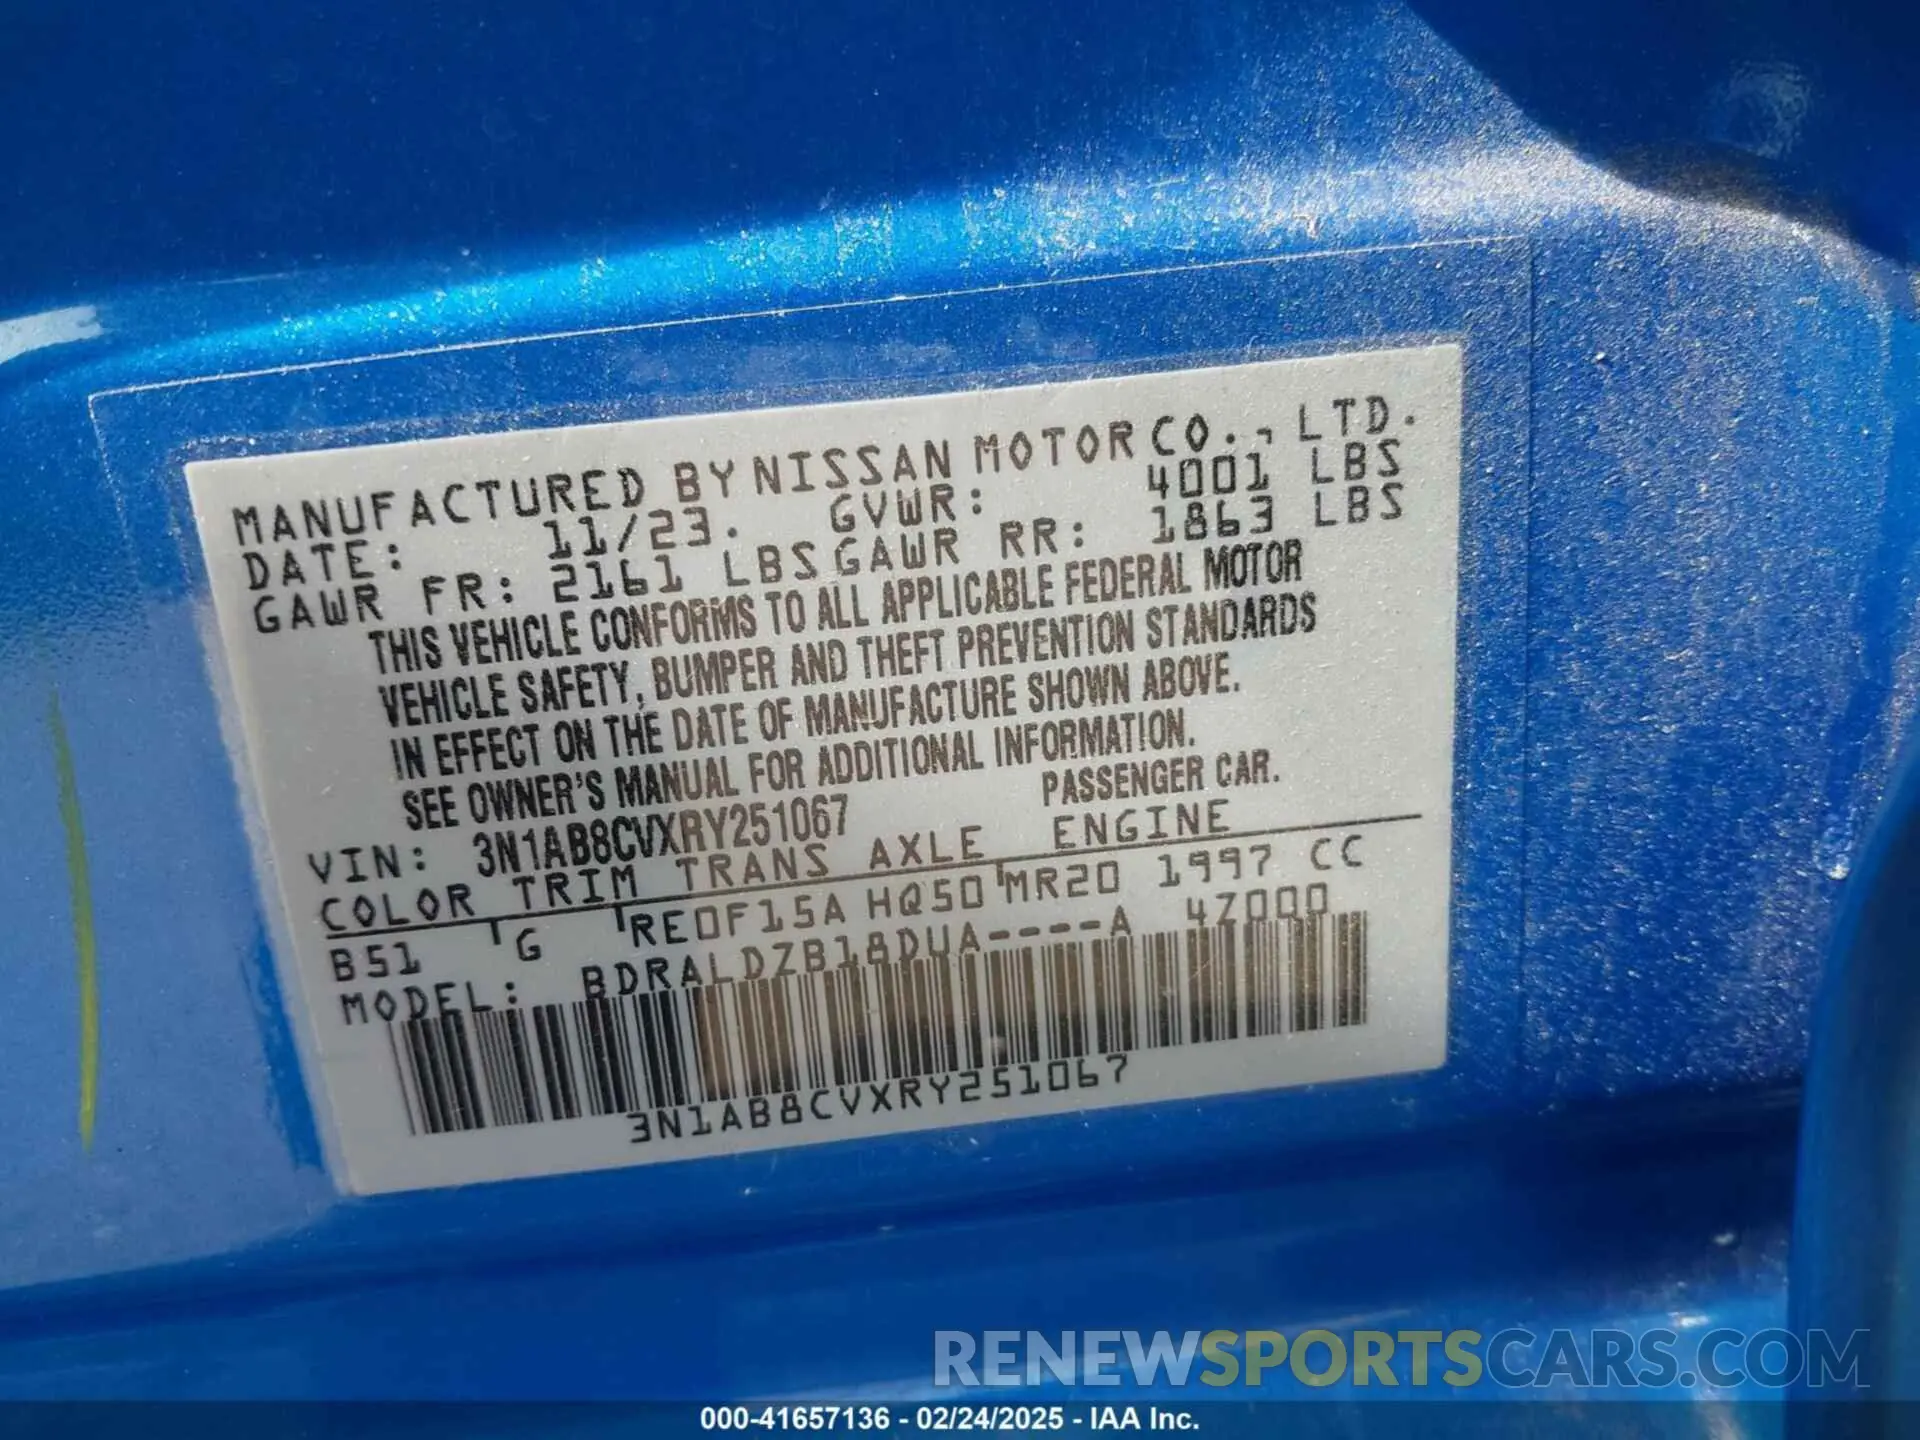 MANUFACTURED BY NISSAN MOTOR CO., LTD.
DATE: 11/23. GVWR: 4001 LBS
GAWR FR: 2161 LBS GAWR RR: 1863 LBS
THIS VEHICLE CONFORMS TO ALL APPLICABLE FEDERAL MOTOR
VEHICLE SAFETY, BUMPER AND THEFT PREVENTION STANDARDS
IN EFFECT ON THE DATE OF MANUFACTURE SHOWN ABOVE.
SEE OWNER'S MANUAL FOR ADDITIONAL INFORMATION.
VIN: 3N1AB8CVXRY251067 PASSENGER CAR.
COLOR TRIM TRANS AXLE ENGINE
B51 G RE0F15A HQ50 MR20 1997 CC
MODEL: BDRALDZB18DUA----A 4Z000
3N1AB8CVXRY251067
RENEWSPORTSCARS.COM
000-41657136 - 02/24/2025 - IAA Inc.